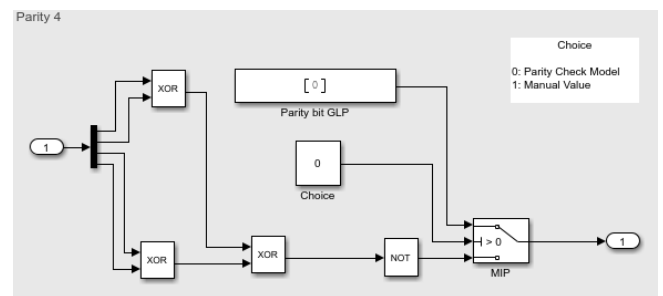 Parity 4
Choice
0: Parity Check Model
1: Manual Value
XOR
[ 0 ]
Parity bit GLP
1
0
Choice
XOR
XOR
NOT
> 0
MIP
1